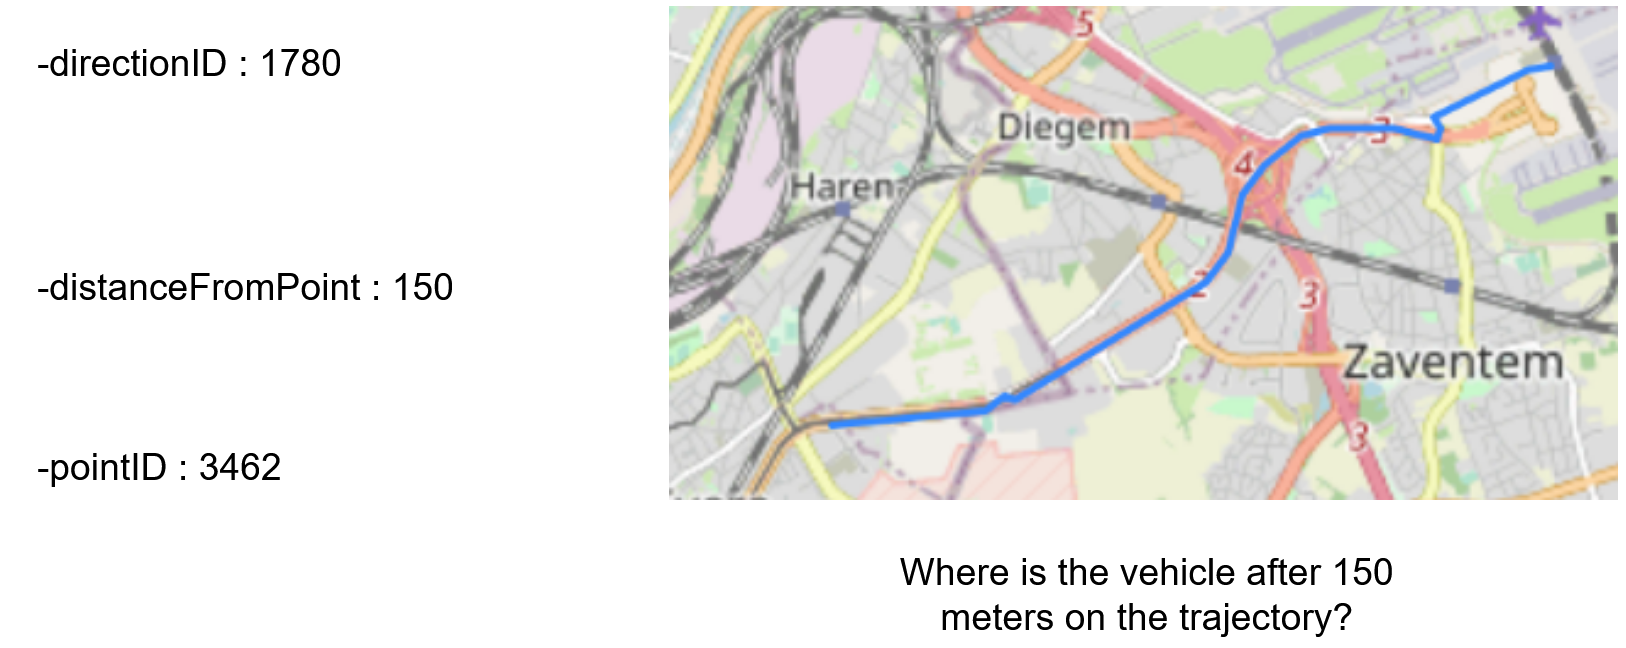 -directionID : 1780
-distanceFromPoint : 150
-pointID : 3462
5
Diegem
3
4
Haren
2
3
Zaventem
3
Where is the vehicle after 150
meters on the trajectory?